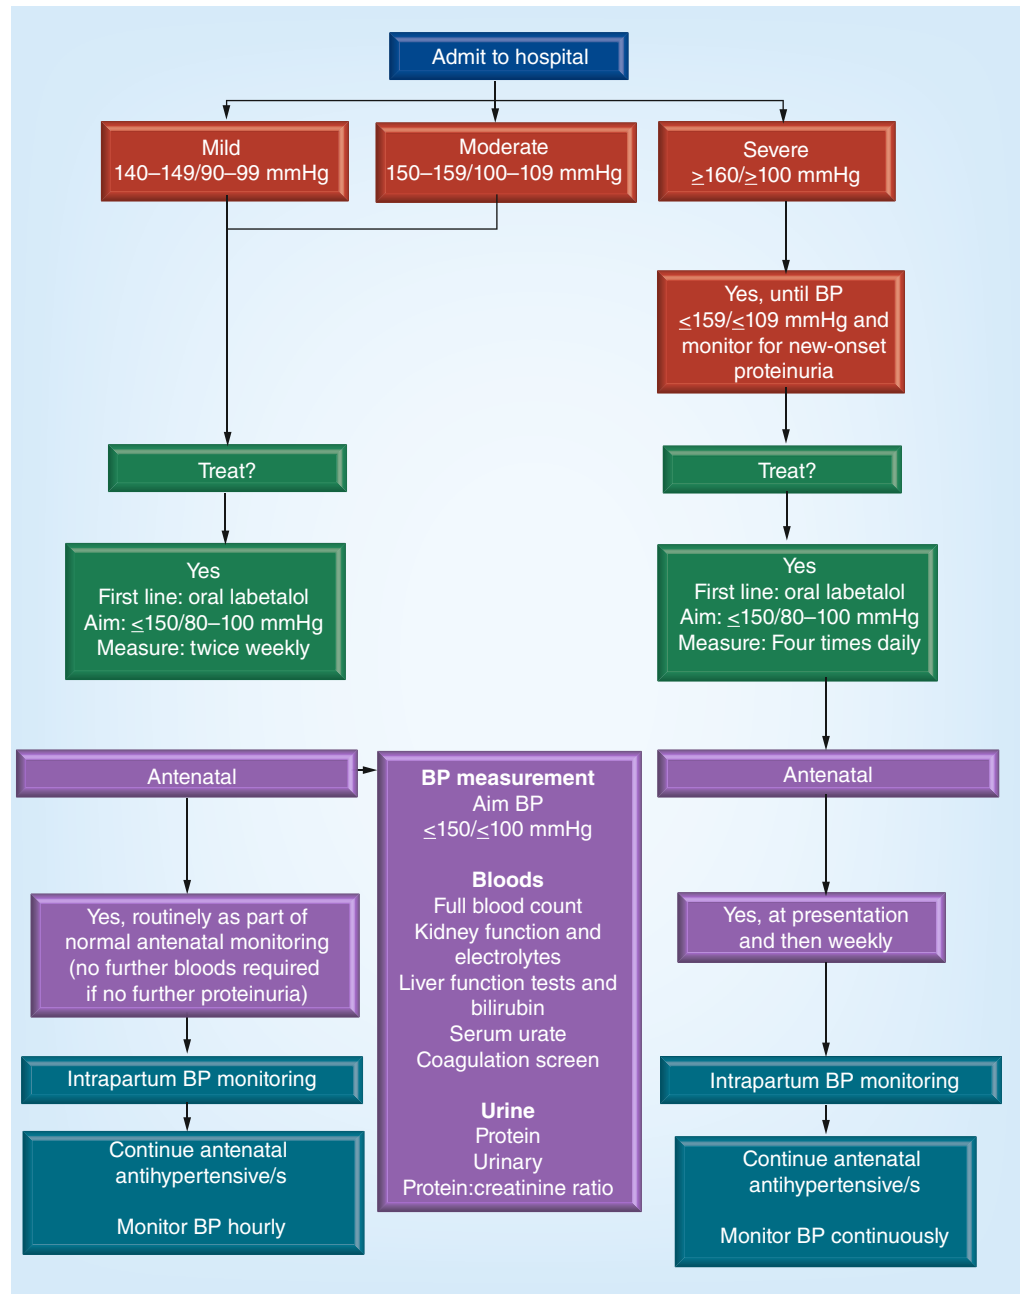 Admit to hospital
Mild
140–149/90–99 mmHg
Moderate
150–159/100–109 mmHg
Severe
≥160/≥100 mmHg
Yes, until BP
≤159/≤109 mmHg and
monitor for new-onset
proteinuria
Treat?
Treat?
Yes
First line: oral labetalol
Aim: ≤150/80–100 mmHg
Measure: twice weekly
Yes
First line: oral labetalol
Aim: ≤150/80–100 mmHg
Measure: Four times daily
Antenatal
BP measurement
Aim BP
≤150/≤100 mmHg
Bloods
Full blood count
Kidney function and
electrolytes
Liver function tests and
bilirubin
Serum urate
Coagulation screen
Urine
Protein
Urinary
Protein:creatinine ratio
Antenatal
Yes, routinely as part of
normal antenatal monitoring
(no further bloods required
if no further proteinuria)
Yes, at presentation
and then weekly
Intrapartum BP monitoring
Intrapartum BP monitoring
Continue antenatal
antihypertensive/s
Monitor BP hourly
Continue antenatal
antihypertensive/s
Monitor BP continuously